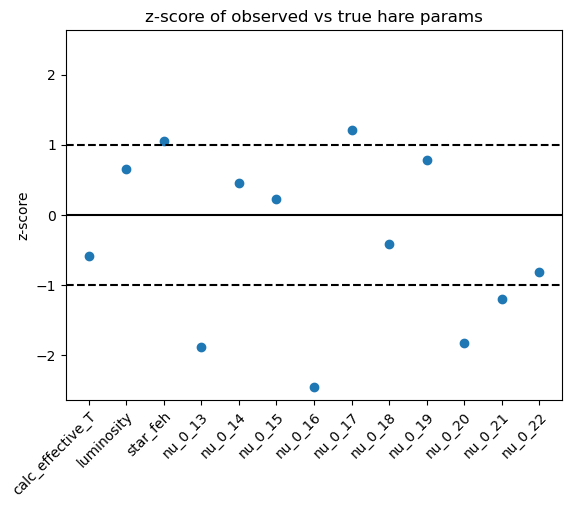 z-score of observed vs true hare params
z-score
2
1
0
−1
−2
calc_effective_T
luminosity
star_feh
nu_0_13
nu_0_14
nu_0_15
nu_0_16
nu_0_17
nu_0_18
nu_0_19
nu_0_20
nu_0_21
nu_0_22